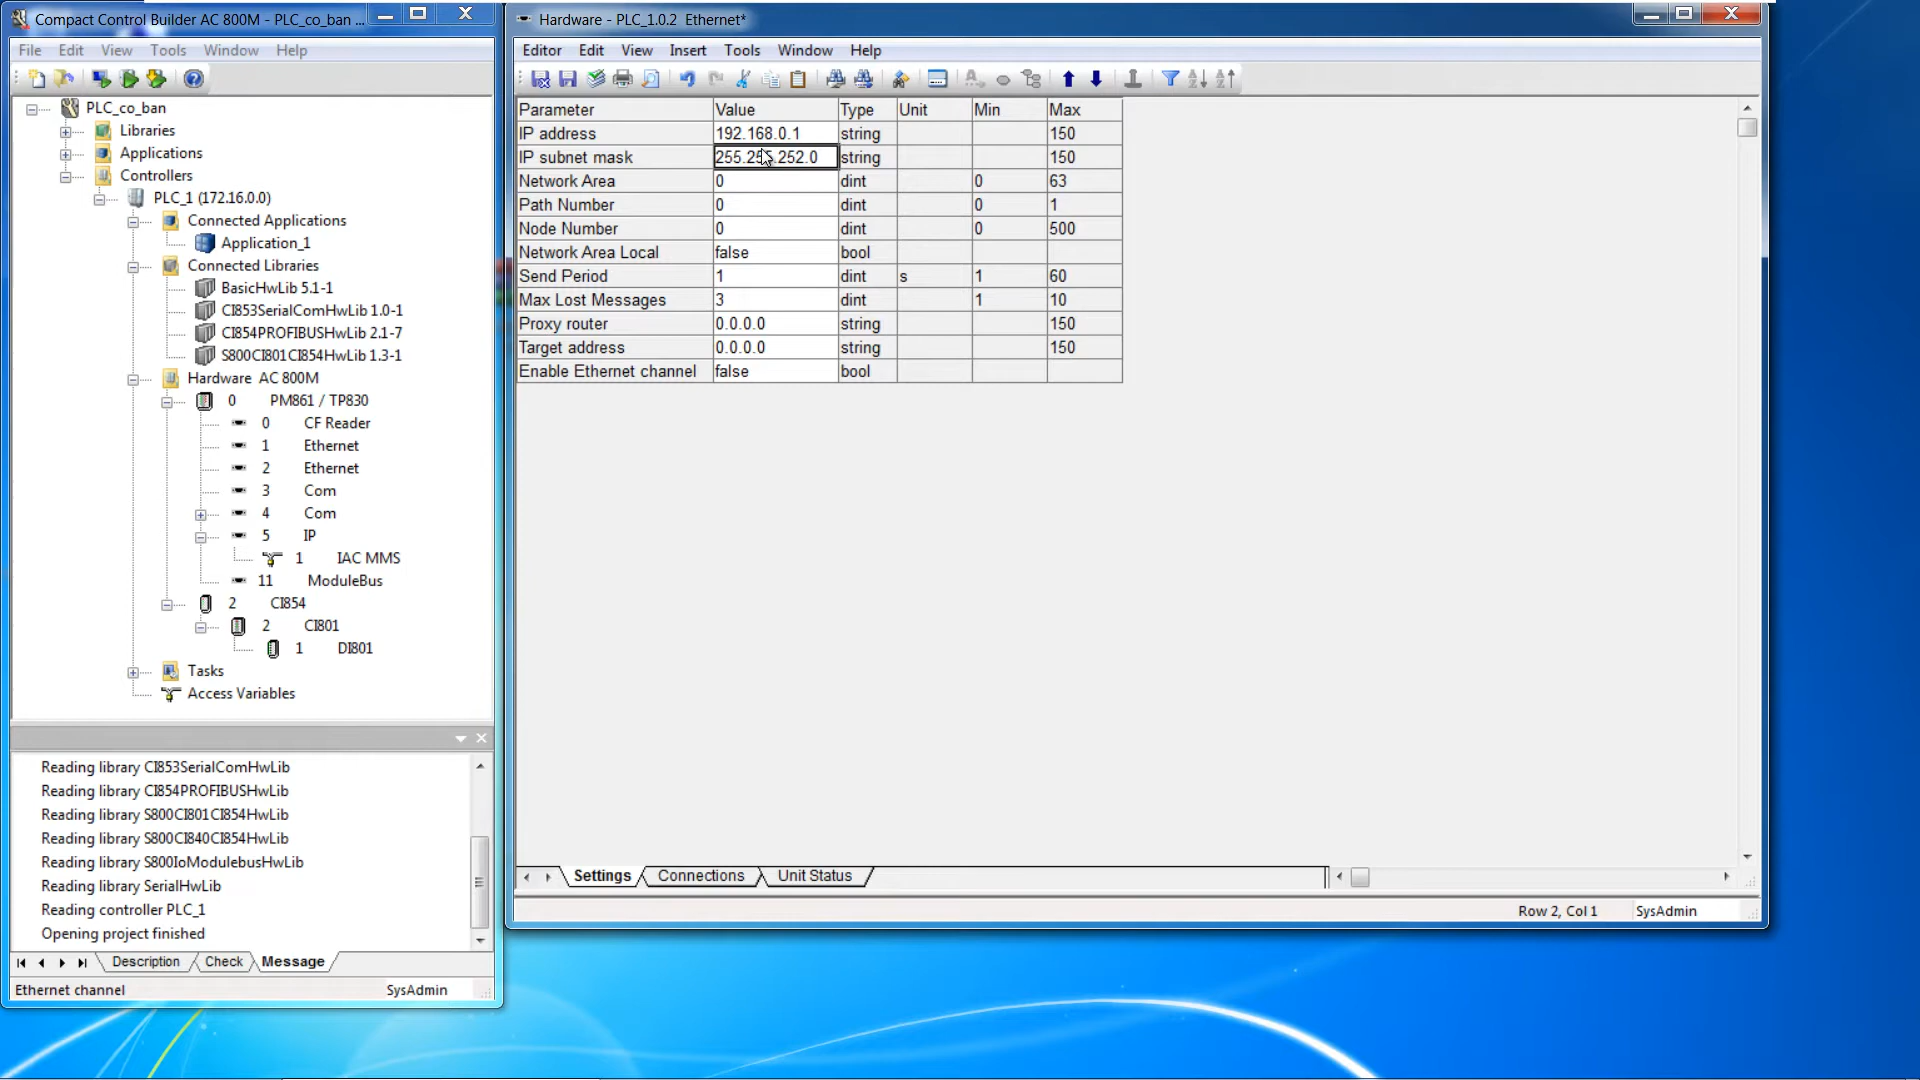 Compact Control Builder AC 800M - PLC_co_ban ...
File Edit View Tools Window Help
PLC_co_ban
Libraries
Applications
Controllers
PLC_1 (172.16.0.0)
Connected Applications
Application_1
Connected Libraries
BasicHwLib 5.1-1
CI853SerialComHwLib 1.0-1
CI854PROFIBUSHwLib 2.1-7
S800CI801CI854HwLib 1.3-1
Hardware AC 800M
0 PM861 / TP830
0 CF Reader
1 Ethernet
2 Ethernet
3 Com
4 Com
5 IP
1 IAC MMS
11 ModuleBus
2 CI854
2 CI801
1 DI801
Tasks
Access Variables
Reading library CI853SerialComHwLib
Reading library CI854PROFIBUSHwLib
Reading library S800CI801CI854HwLib
Reading library S800CI840CI854HwLib
Reading library S800IoModulebusHwLib
Reading library SerialHwLib
Reading controller PLC_1
Opening project finished
Description Check Message
Ethernet channel SysAdmin
Hardware - PLC_1.0.2 Ethernet*
Editor Edit View Insert Tools Window Help
Parameter Value Type Unit Min Max
IP address 192.168.0.1 string 150
IP subnet mask 255.255.252.0 string 150
Network Area 0 dint 0 63
Path Number 0 dint 0 1
Node Number 0 dint 0 500
Network Area Local false bool
Send Period 1 dint s 1 60
Max Lost Messages 3 dint 1 10
Proxy router 0.0.0.0 string 150
Target address 0.0.0.0 string 150
Enable Ethernet channel false bool
Settings Connections Unit Status
Row 2, Col 1 SysAdmin